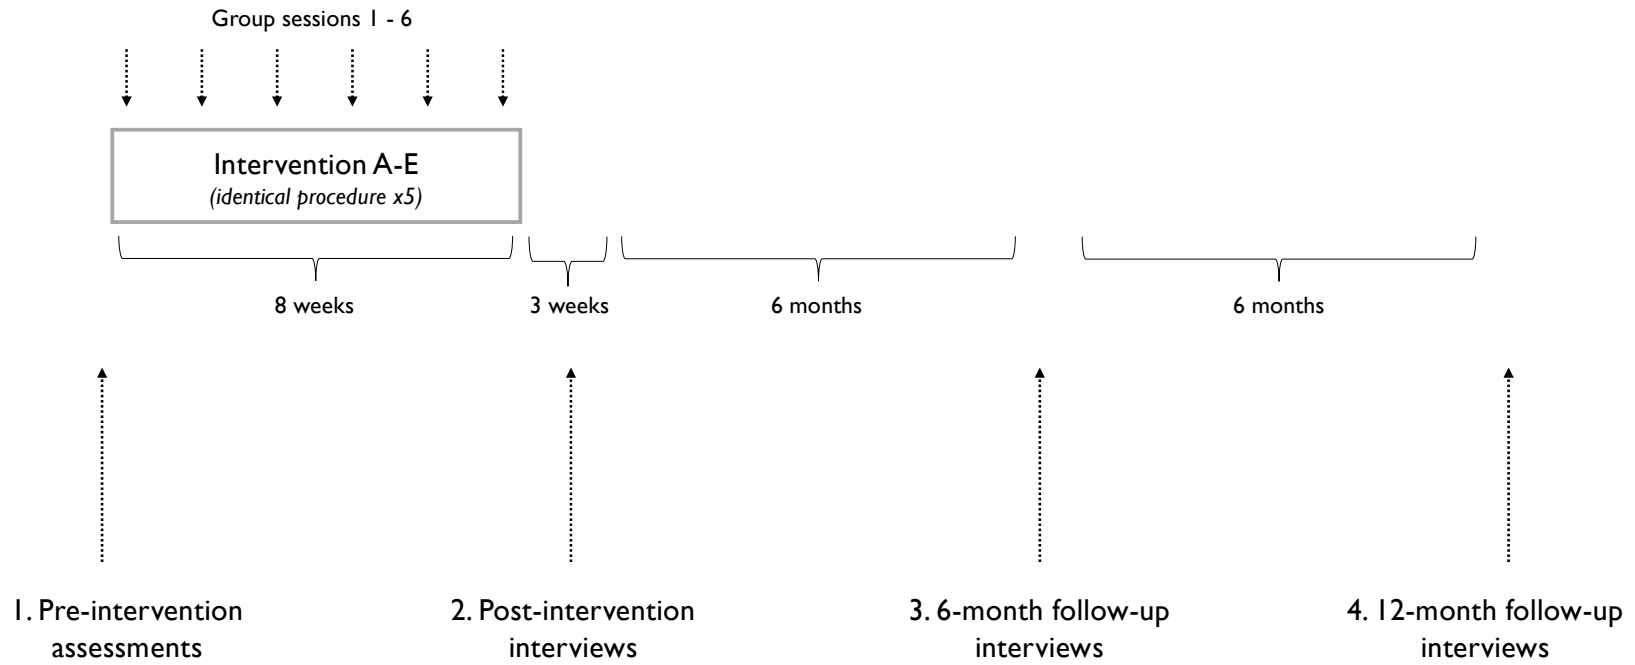 Group sessions 1 - 6
Intervention A-E
(identical procedure x5)
8 weeks
3 weeks
6 months
6 months
1. Pre-intervention
assessments
2. Post-intervention
interviews
3. 6-month follow-up
interviews
4. 12-month follow-up
interviews